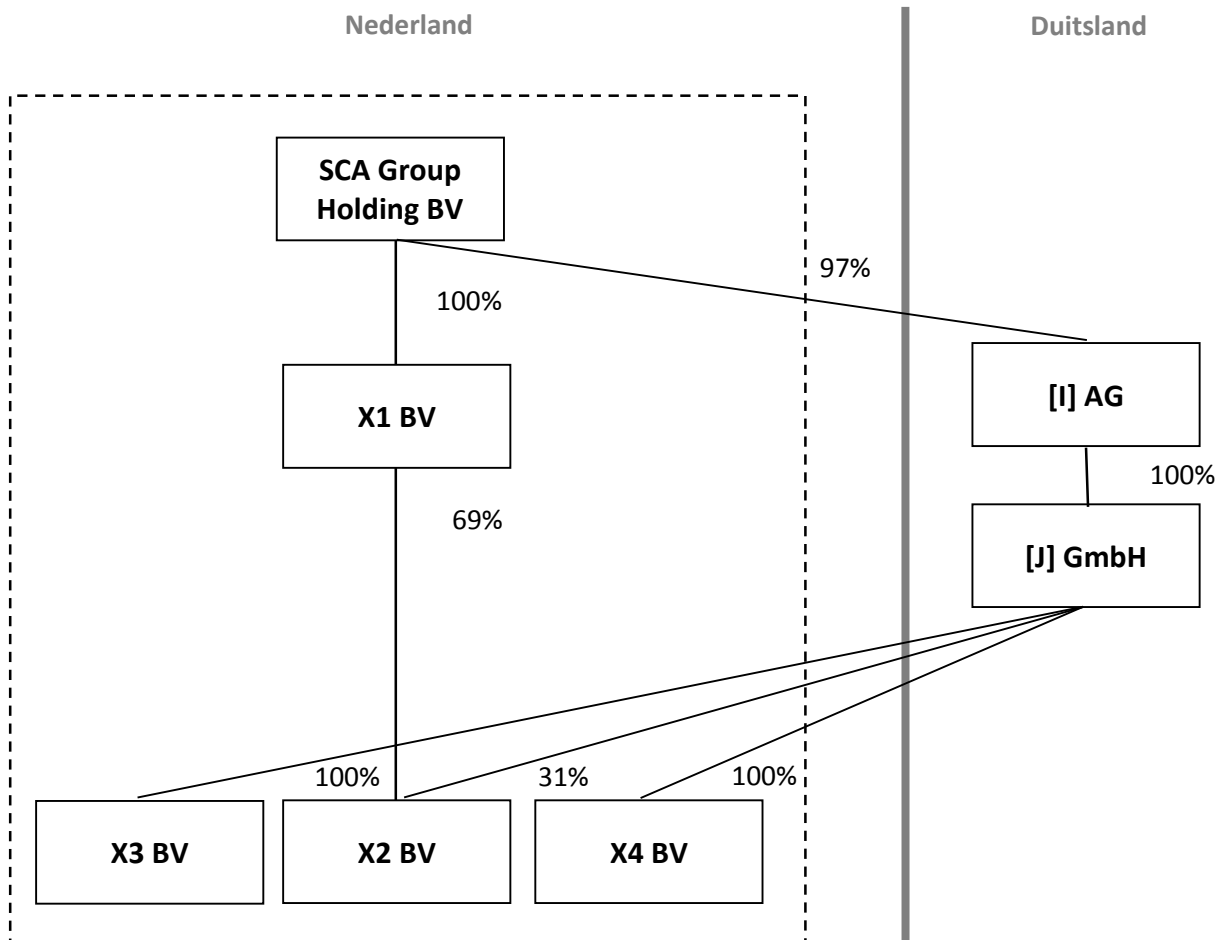 Nederland
Duitsland
SCA Group
Holding BV
97%
100%
X1 BV
[I] AG
100%
69%
[J] GmbH
100%
31%
100%
X3 BV
X2 BV
X4 BV